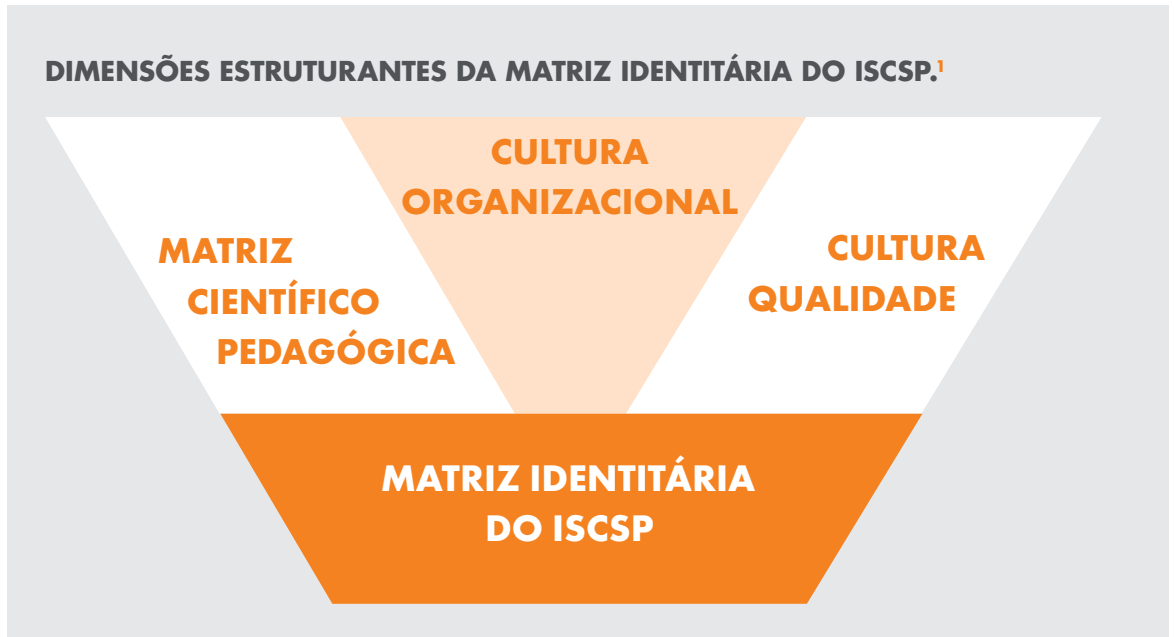 DIMENSÕES ESTRUTURANTES DA MATRIZ IDENTITÁRIA DO ISCSP.¹
CULTURA
ORGANIZACIONAL
MATRIZ
CIENTÍFICO
PEDAGÓGICA
CULTURA
QUALIDADE
MATRIZ IDENTITÁRIA
DO ISCSP